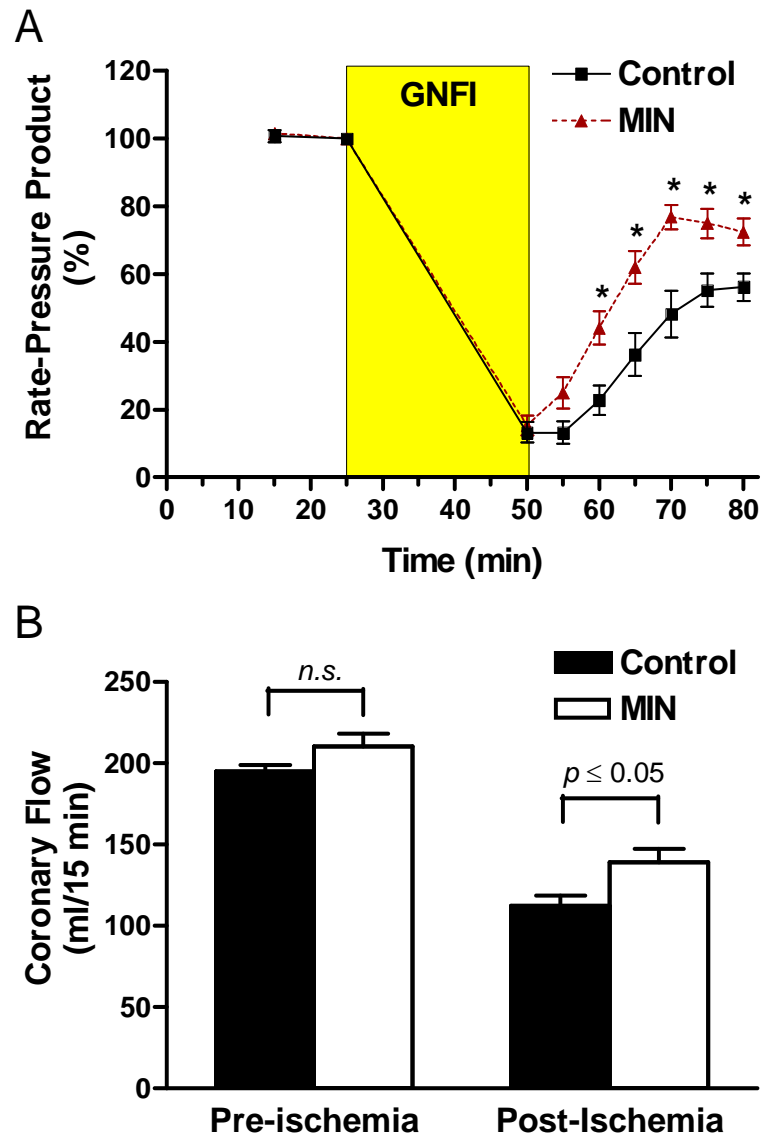 A
Rate-Pressure Product
(%)
120
100
80
60
40
20
0
GNFI
Control
MIN
*
*
*
*
*
0 10 20 30 40 50 60 70 80
Time (min)
B
Coronary Flow
(ml/15 min)
250
200
150
100
50
0
n.s.
Control
MIN
p ≤ 0.05
Pre-ischemia Post-Ischemia